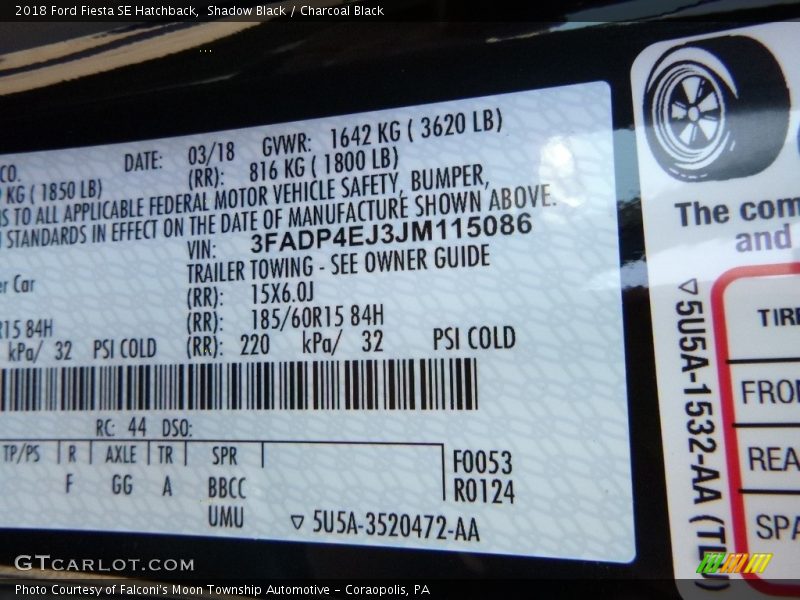 2018 Ford Fiesta SE Hatchback,  Shadow Black / Charcoal Black
CO. DATE: 03/18 GVWR: 1642 KG ( 3620 LB)
KG ( 1850 LB) (RR): 816 KG ( 1800 LB)
TO ALL APPLICABLE FEDERAL MOTOR VEHICLE SAFETY, BUMPER,
STANDARDS IN EFFECT ON THE DATE OF MANUFACTURE SHOWN ABOVE.
VIN: 3FADP4EJ3JM115086
TRAILER TOWING - SEE OWNER GUIDE
Car (RR): 15X6.0J
R15 84H (RR): 185/60R15 84H
kPa/ 32 PSI COLD (RR): 220 kPa/ 32 PSI COLD
RC: 44 DSO:
TP/PS R AXLE TR SPR
F GG A BBCC
UMU
F0053
R0124
5U5A-3520472-AA
The com
and
TIRE
FRO
REA
SPA
5U5A-1532-AA
GTCARLOT.COM
Photo Courtesy of Falconi's Moon Township Automotive – Coraopolis, PA